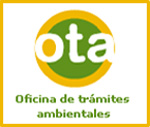 ota
Oficina de trámites
ambientales